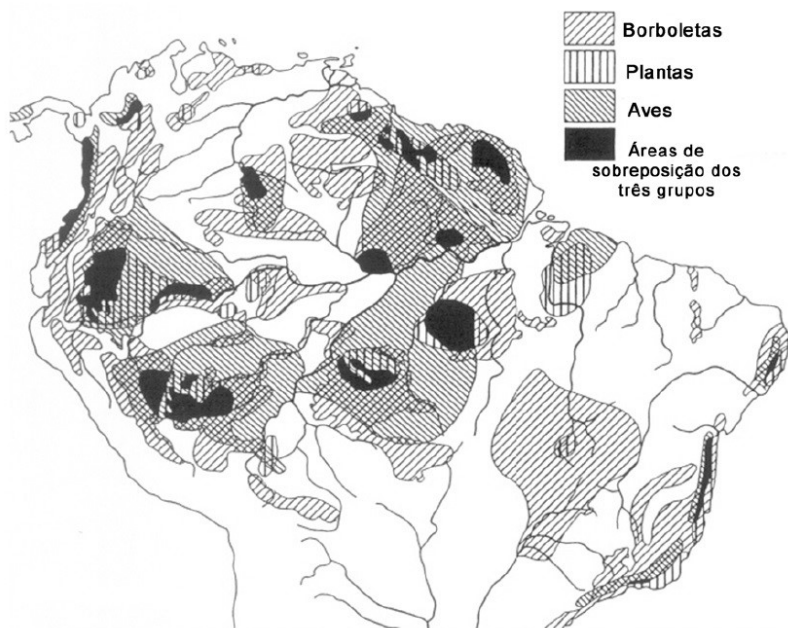 Borboletas
Plantas
Aves
Áreas de
sobreposição dos
três grupos